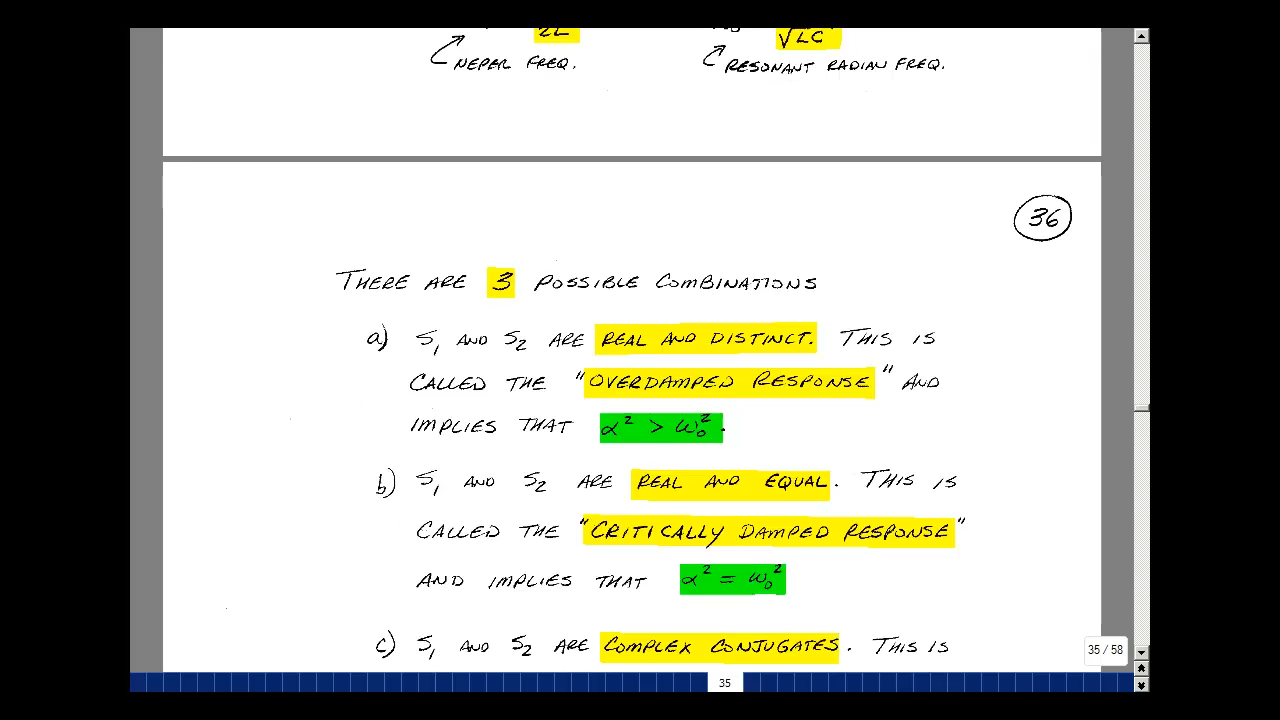 2L √LC
NEPER FREQ. RESONANT RADIAN FREQ.
36
THERE ARE 3 POSSIBLE COMBINATIONS
a) S₁ AND S₂ ARE REAL AND DISTINCT. THIS IS
CALLED THE "OVERDAMPED RESPONSE" AND
IMPLIES THAT α² > ω₀².
b) S₁ AND S₂ ARE REAL AND EQUAL. THIS IS
CALLED THE "CRITICALLY DAMPED RESPONSE"
AND IMPLIES THAT α² = ω₀²
c) S₁ AND S₂ ARE COMPLEX CONJUGATES. THIS IS
35 / 58
35